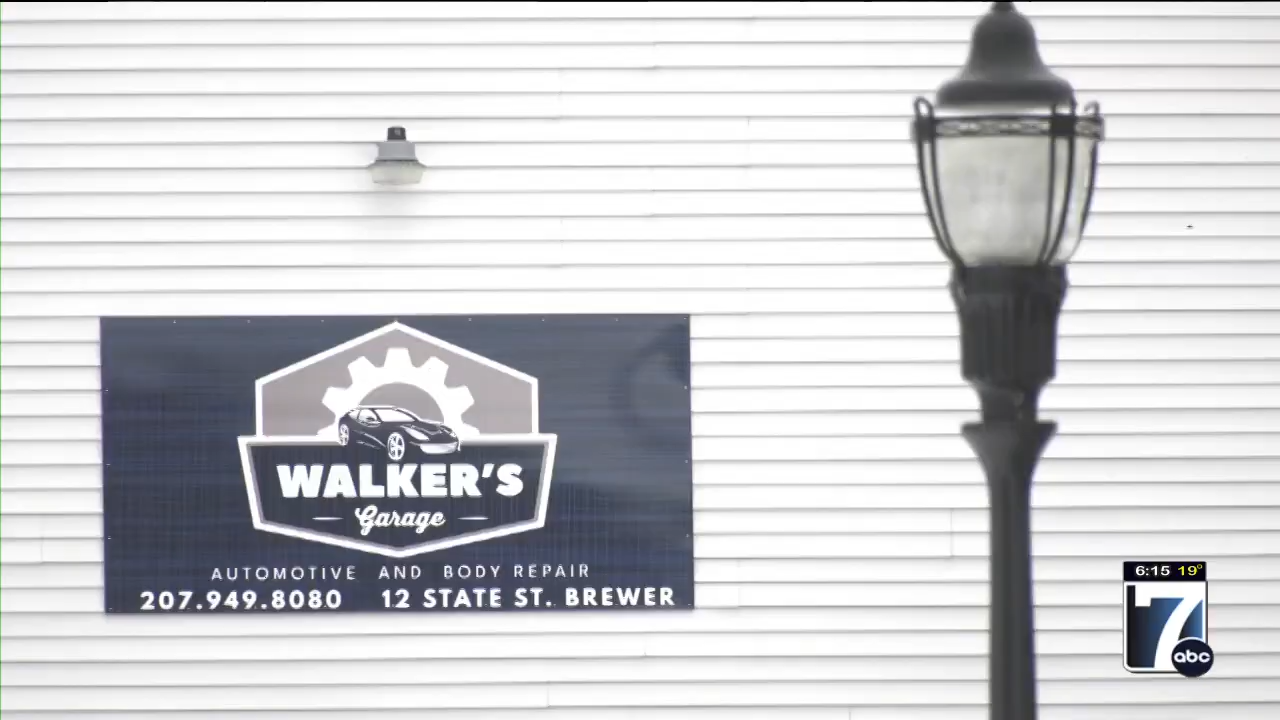 WALKER'S
Garage
AUTOMOTIVE AND BODY REPAIR
207.949.8080 12 STATE ST. BREWER
6:15 19°
7
abc